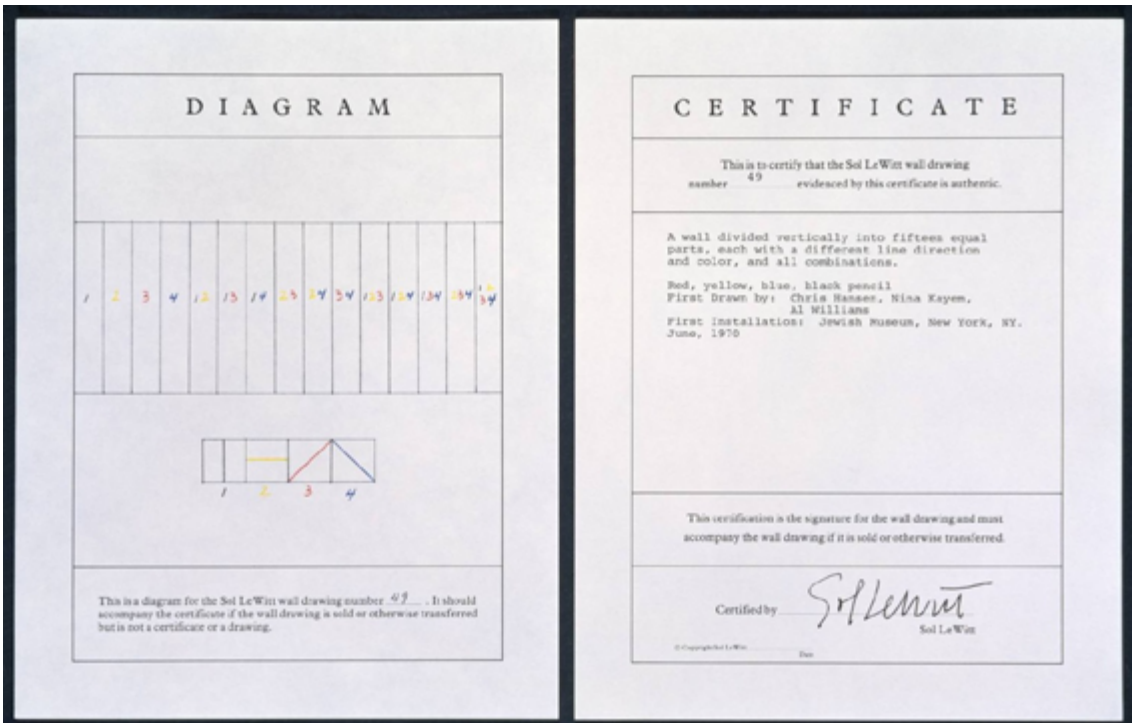 DIAGRAM
1 2 3 4 12 13 14 23 24 34 123 124 134 234 1234
1 2 3 4
This is a diagram for the Sol LeWitt wall drawing number 49 . It should
accompany the certificate if the wall drawing is sold or otherwise transferred
but is not a certificate or a drawing.
CERTIFICATE
This is to certify that the Sol LeWitt wall drawing
number 49 evidenced by this certificate is authentic.
A wall divided vertically into fifteen equal
parts, each with a different line direction
and color, and all combinations.
Red, yellow, blue, black pencil
First Drawn by: Chris Hansen, Nina Kayem,
Al Williams
First Installation: Jewish Museum, New York, NY.
June, 1970
This certification is the signature for the wall drawing and must
accompany the wall drawing if it is sold or otherwise transferred.
Certified by Sol LeWitt
Sol LeWitt
© Copyright Sol LeWitt
Date